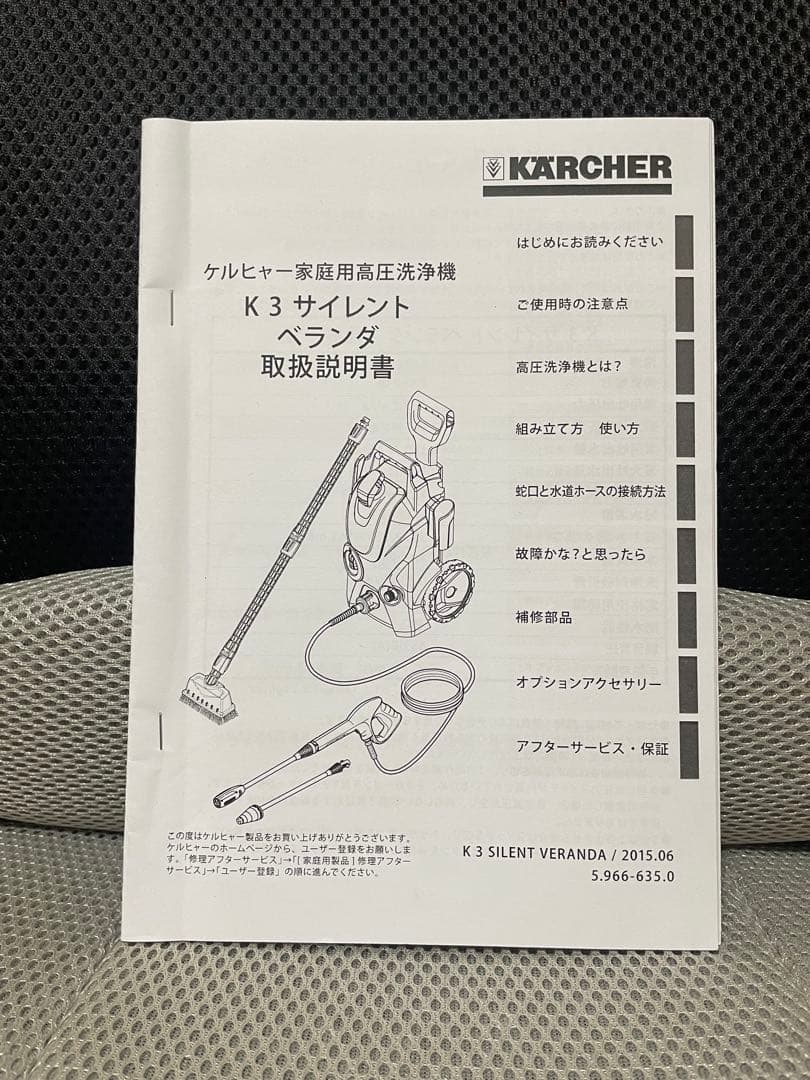 KÄRCHER
ケルヒャー家庭用高圧洗浄機
K 3 サイレント
ベランダ
取扱説明書
はじめにお読みください
ご使用時の注意点
高圧洗浄機とは？
組み立て方　使い方
蛇口と水道ホースの接続方法
故障かな？と思ったら
補修部品
オプションアクセサリー
アフターサービス・保証
この度はケルヒャー製品をお買い上げありがとうございます。
ケルヒャーのホームページから、ユーザー登録をお願いしま
す。「修理アフターサービス」→「[ 家庭用製品 ] 修理アフター
サービス」→「ユーザー登録」の順に進んでください。
K 3 SILENT VERANDA / 2015.06
5.966-635.0